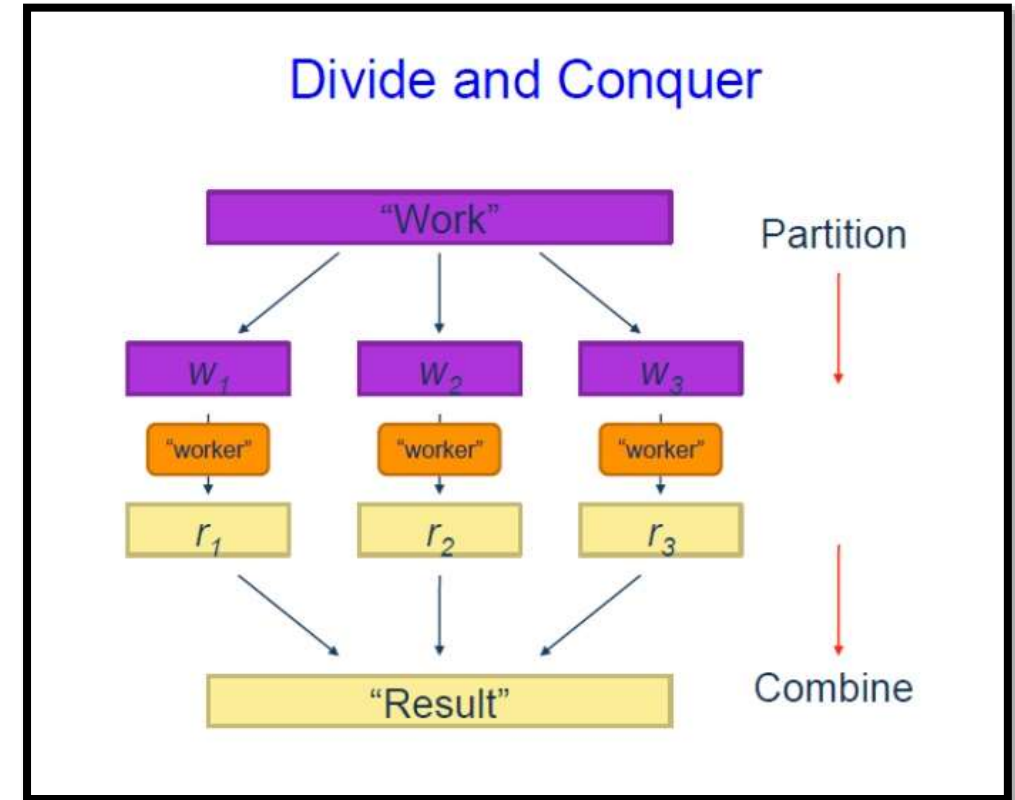 Divide and Conquer
“Work”
Partition
w1 w2 w3
“worker” “worker” “worker”
r1 r2 r3
“Result”
Combine